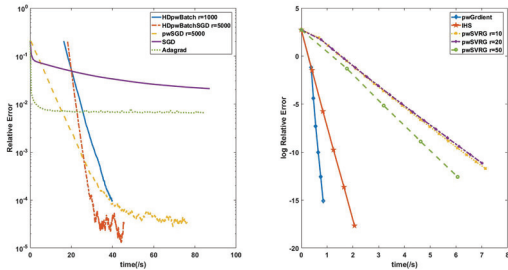 HDpwBatch r=1000
HDpwBatchSGD r=5000
pwSGD r=5000
SGD
Adagrad
Relative Error
10^0
10^-1
10^-2
10^-3
10^-4
10^-5
0 20 40 60 80 100
time(/s)
pwGrdient
IHS
pwSVRG r=10
pwSVRG r=20
pwSVRG r=50
log Relative Error
5
0
-5
-10
-15
-20
0 1 2 3 4 5 6 7 8
time(/s)